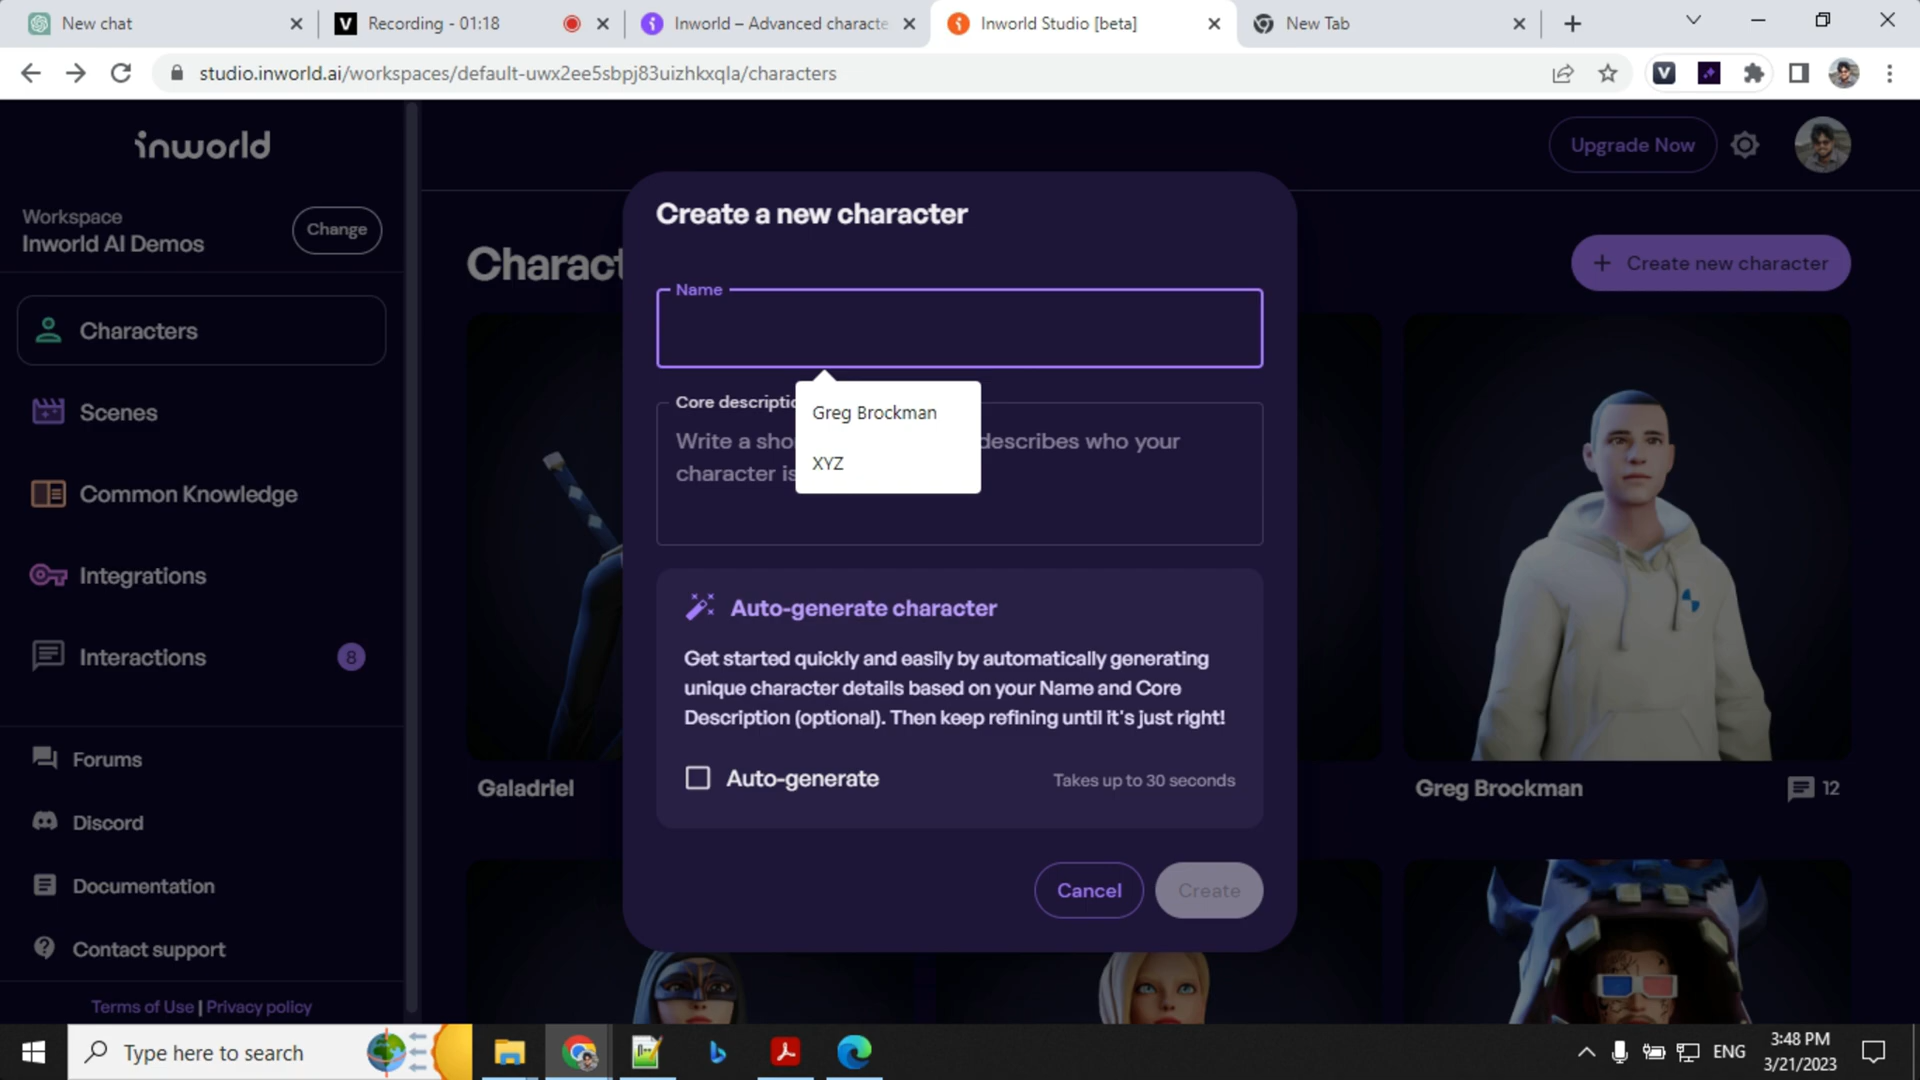 New chat
Recording - 01:18
Inworld – Advanced characte
Inworld Studio [beta]
New Tab
studio.inworld.ai/workspaces/default-uwx2ee5sbpj83uizhkxqla/characters
inworld
Upgrade Now
Workspace
Inworld AI Demos
Change
Charact
Create new character
Characters
Scenes
Common Knowledge
Integrations
Interactions
8
Forums
Discord
Documentation
Contact support
Terms of Use | Privacy policy
Create a new character
Name
Greg Brockman
XYZ
Core descriptio
Write a sho describes who your
character is
Auto-generate character
Get started quickly and easily by automatically generating
unique character details based on your Name and Core
Description (optional). Then keep refining until it's just right!
Auto-generate
Takes up to 30 seconds
Cancel
Create
Galadriel
Greg Brockman
12
Type here to search
ENG
3:48 PM
3/21/2023